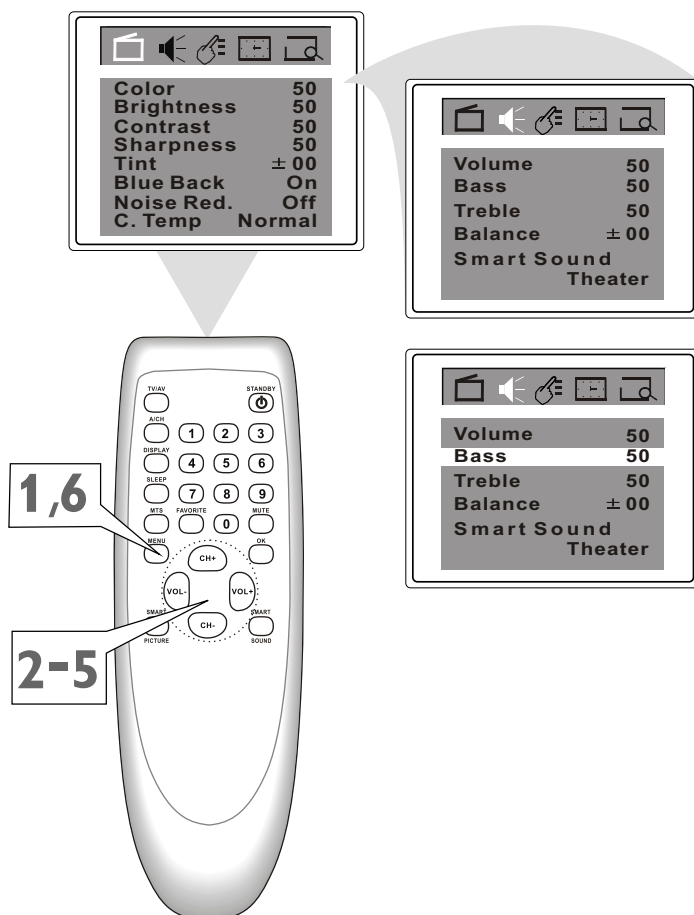 Color 50
Brightness 50
Contrast 50
Sharpness 50
Tint ±00
Blue Back On
Noise Red. Off
C. Temp Normal
Volume 50
Bass 50
Treble 50
Balance ±00
Smart Sound
Theater
Volume 50
Bass 50
Treble 50
Balance ±00
Smart Sound
Theater
TV/AV STANDBY
A/CH
1 2 3
DISPLAY
4 5 6
SLEEP
7 8 9
MTS FAVORITE MUTE
0
MENU OK
CH+
VOL- VOL+
SMART SMART
CH-
PICTURE SOUND
1,6
2-5